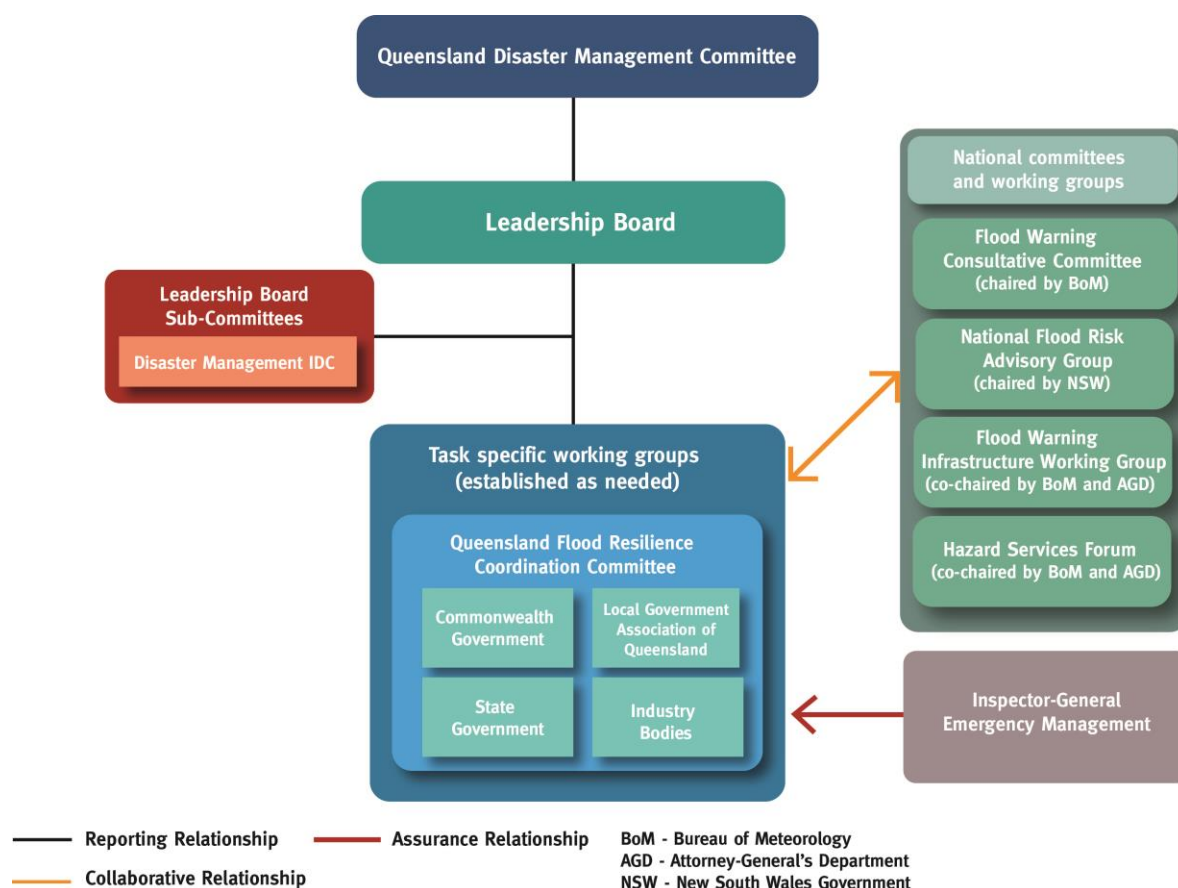 Queensland Disaster Management Committee
Leadership Board
Leadership Board
Sub-Committees
Disaster Management IDC
Task specific working groups
(established as needed)
Queensland Flood Resilience
Coordination Committee
Commonwealth
Government
Local Government
Association of
Queensland
State
Government
Industry
Bodies
National committees
and working groups
Flood Warning
Consultative Committee
(chaired by BoM)
National Flood Risk
Advisory Group
(chaired by NSW)
Flood Warning
Infrastructure Working Group
(co-chaired by BoM and AGD)
Hazard Services Forum
(co-chaired by BoM and AGD)
Inspector-General
Emergency Management
Reporting Relationship
Assurance Relationship
Collaborative Relationship
BoM - Bureau of Meteorology
AGD - Attorney-General's Department
NSW - New South Wales Government